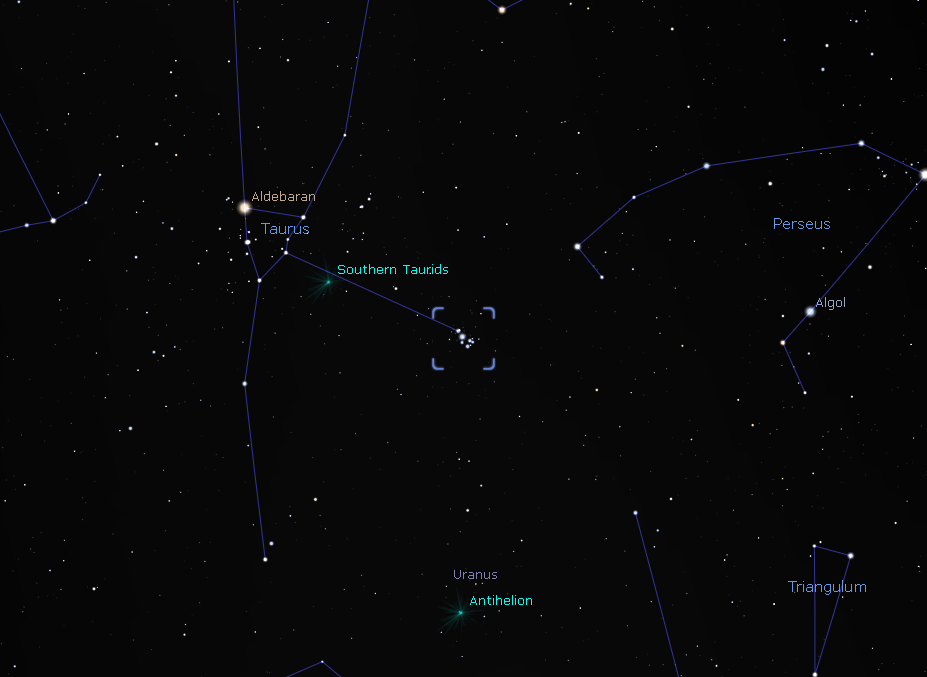 Aldebaran
Taurus
Perseus
Southern Taurids
Algol
Uranus
Triangulum
Antihelion